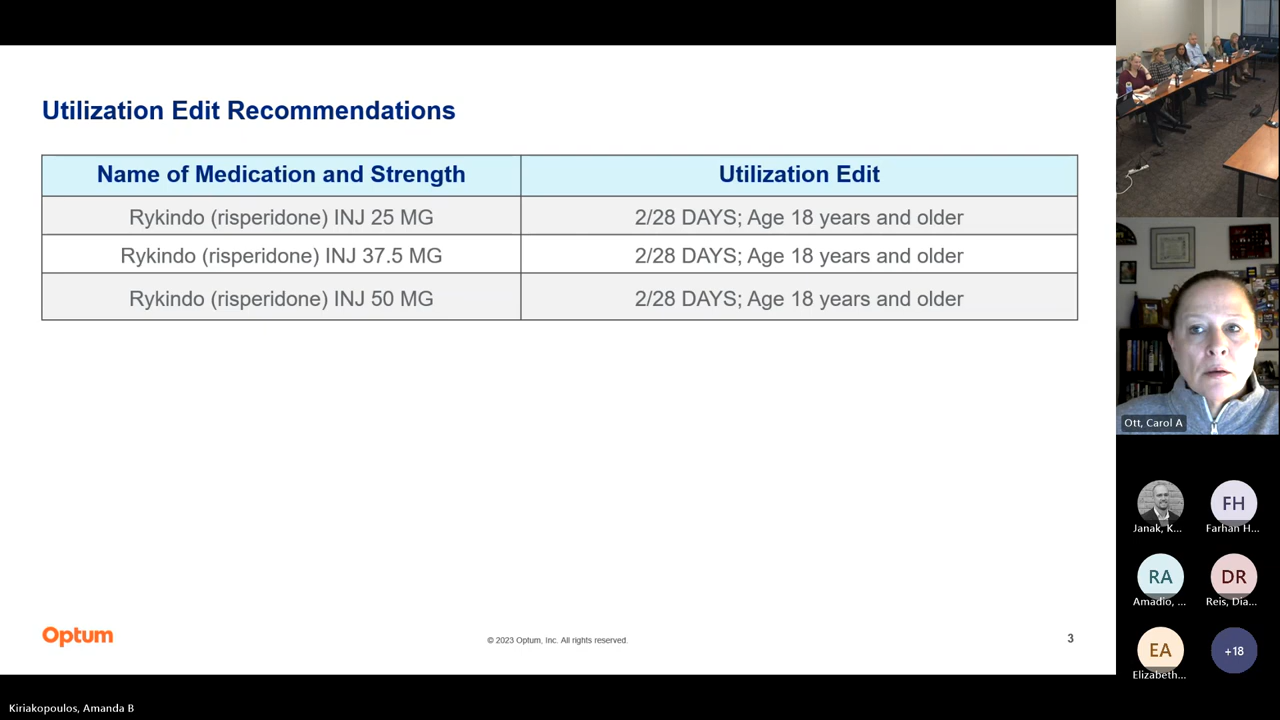 Utilization Edit Recommendations
Name of Medication and Strength
Utilization Edit
Rykindo (risperidone) INJ 25 MG
2/28 DAYS; Age 18 years and older
Rykindo (risperidone) INJ 37.5 MG
2/28 DAYS; Age 18 years and older
Rykindo (risperidone) INJ 50 MG
2/28 DAYS; Age 18 years and older
Optum
© 2023 Optum, Inc. All rights reserved.
3
Ott, Carol A
Janak, K...
FH
Farhan H...
RA
Amadio, ...
DR
Reis, Dia...
EA
Elizabeth...
+18
Kiriakopoulos, Amanda B